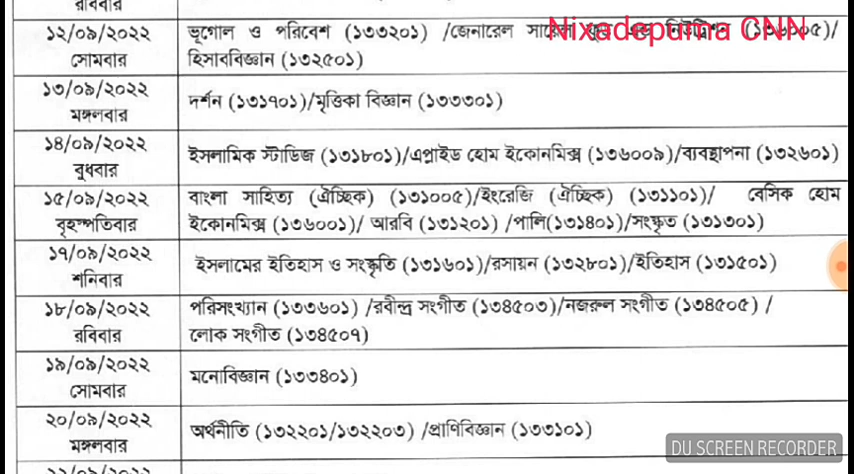 রবিবার
১২/০৯/২০২২
সোমবার
ভূগোল ও পরিবেশ (১৩৩২০১) /জেনারেল
হিসাববিজ্ঞান (১৩২৫০১)
Nixadepuma CNN
১৩/০৯/২০২২
মঙ্গলবার
দর্শন (১৩১৭০১)/মৃত্তিকা বিজ্ঞান (১৩৩৩০১)
১৪/০৯/২০২২
বুধবার
ইসলামিক স্টাডিজ (১৩১৮০১)/এপ্লাইড হোম ইকোনমিক্স (১৩৬০০৯)/ব্যবস্থাপনা (১৩২৬০১)
১৫/০৯/২০২২
বৃহস্পতিবার
বাংলা সাহিত্য (ঐচ্ছিক) (১৩১০০৫)/ইংরেজি (ঐচ্ছিক) (১৩১১০১)/ বেসিক হোম
ইকোনমিক্স (১৩৬০০১)/ আরবি (১৩১২০১) /পালি(১৩১৪০১)/সংস্কৃত (১৩১৩০১)
১৭/০৯/২০২২
শনিবার
ইসলামের ইতিহাস ও সংস্কৃতি (১৩১৬০১)/রসায়ন (১৩২৮০১)/ইতিহাস (১৩১৫০১)
১৮/০৯/২০২২
রবিবার
পরিসংখ্যান (১৩৩৬০১) /রবীন্দ্র সংগীত (১৩৪৫০৩)/নজরুল সংগীত (১৩৪৫০৫) /
লোক সংগীত (১৩৪৫০৭)
১৯/০৯/২০২২
সোমবার
মনোবিজ্ঞান (১৩৩৪০১)
২০/০৯/২০২২
মঙ্গলবার
অর্থনীতি (১৩২২০১/১৩২২০৩) /প্রাণিবিজ্ঞান (১৩৩১০১)
DU SCREEN RECORDER